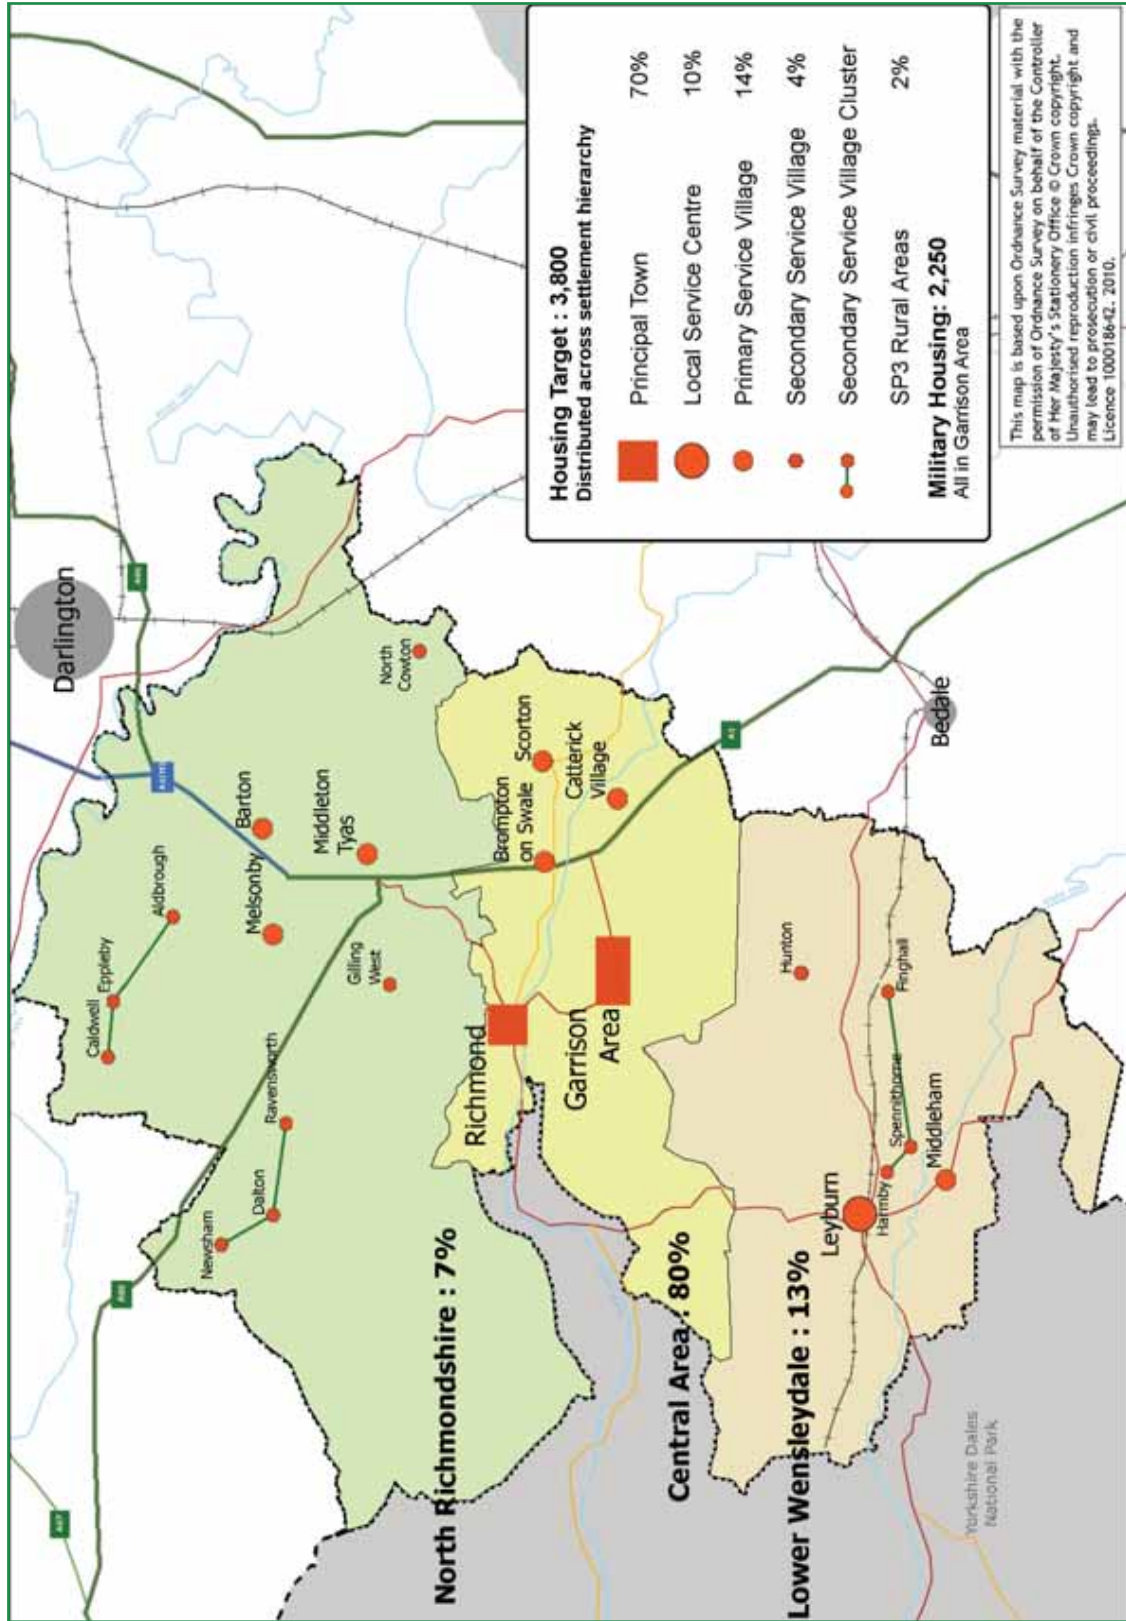 Darlington
Barton
Melsonby
Middleton
Tyas
Aldbrough
Eppleby
Caldwell
Gilling
West
Ravensworth
Dalton
Newsham
North
Cowton
Scorton
Brompton
on Swale
Catterick
Village
Richmond
Garrison
Area
Hunton
Finghall
Spennithorne
Harmby
Middleham
Leyburn
Bedale
A66
A1
A67
North Richmondshire : 7%
Central Area : 80%
Lower Wensleydale : 13%
Yorkshire Dales
National Park
Housing Target : 3,800
Distributed across settlement hierarchy
Principal Town 70%
Local Service Centre 10%
Primary Service Village 14%
Secondary Service Village 4%
Secondary Service Village Cluster
SP3 Rural Areas 2%
Military Housing: 2,250
All in Garrison Area
This map is based upon Ordnance Survey material with the
permission of Ordnance Survey on behalf of the Controller
of Her Majesty's Stationery Office © Crown copyright.
Unauthorised reproduction infringes Crown copyright and
may lead to prosecution or civil proceedings.
Licence 100018642. 2010.